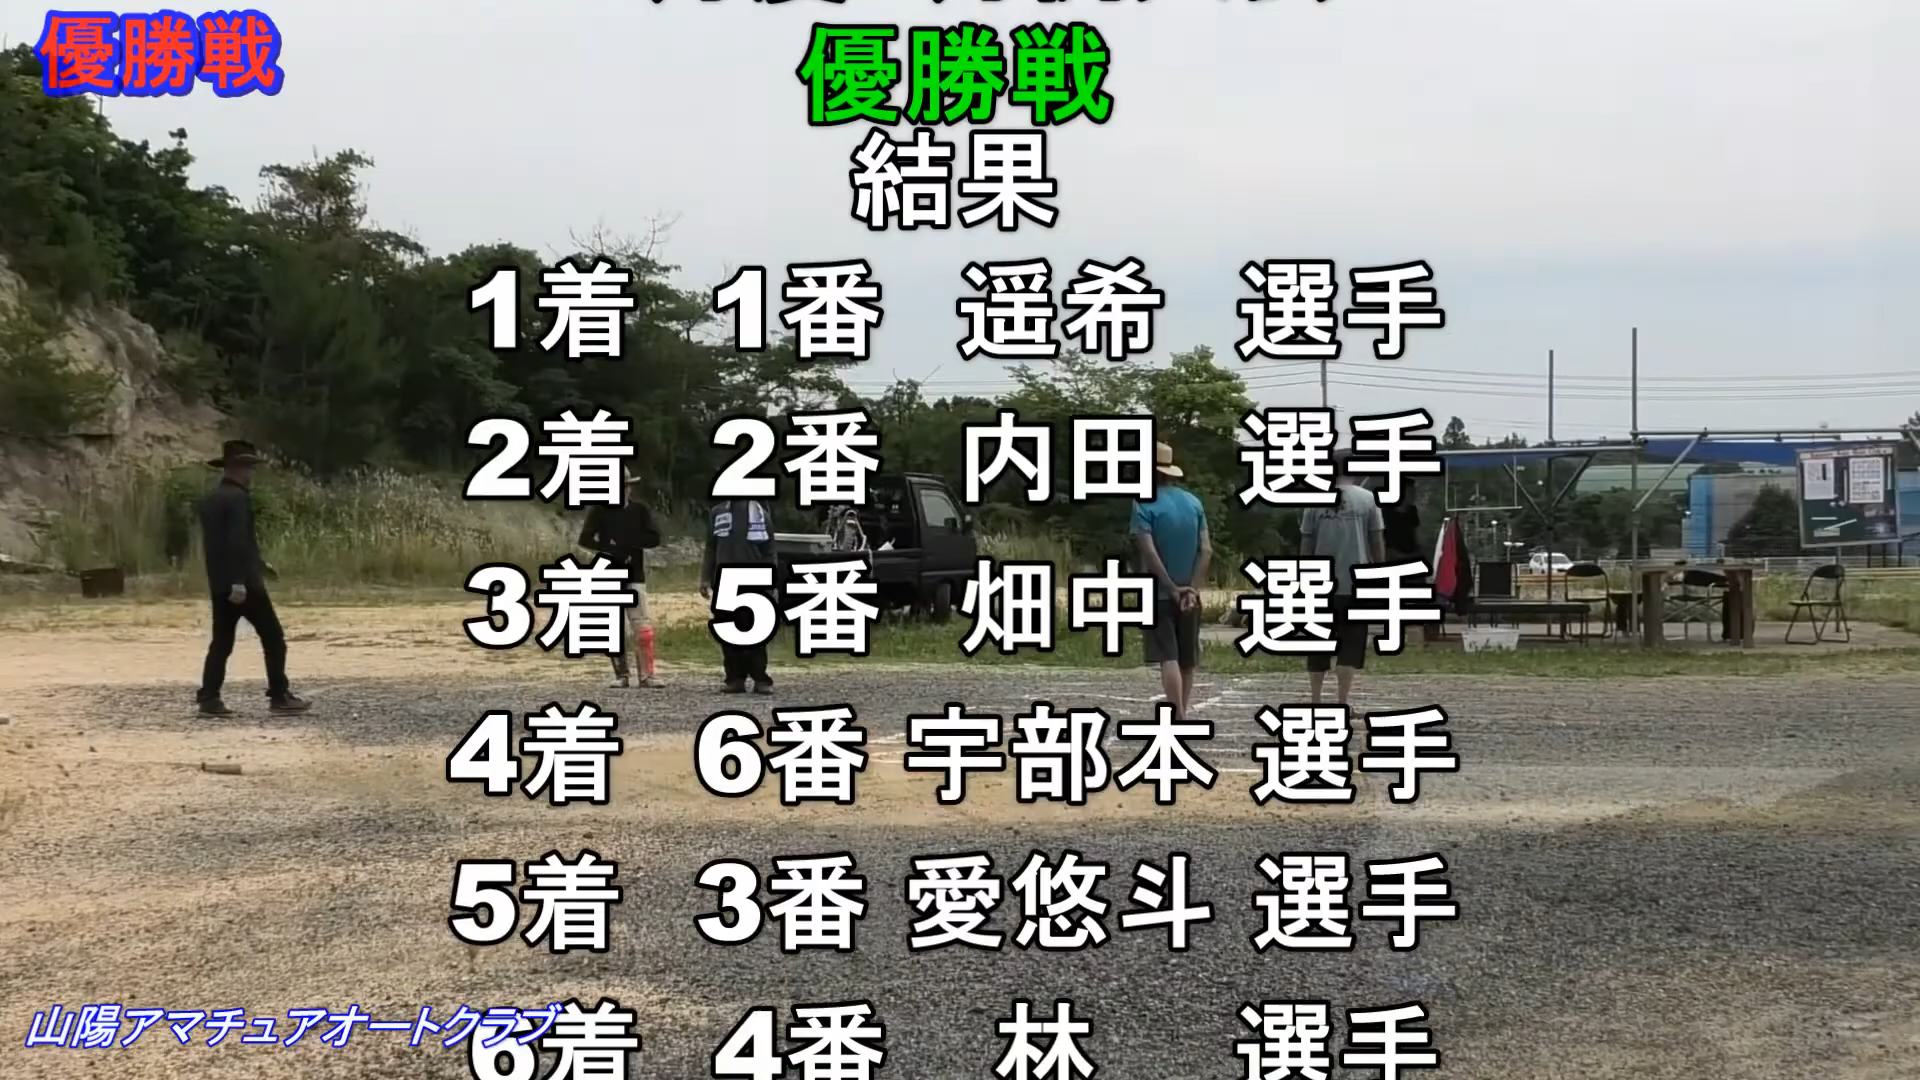 優勝戦
優勝戦
結果
1着 1番 遥希 選手
2着 2番 内田 選手
3着 5番 畑中 選手
4着 6番 宇部本 選手
5着 3番 愛悠斗 選手
6着 4番 林 選手
山陽アマチュアオートクラブ